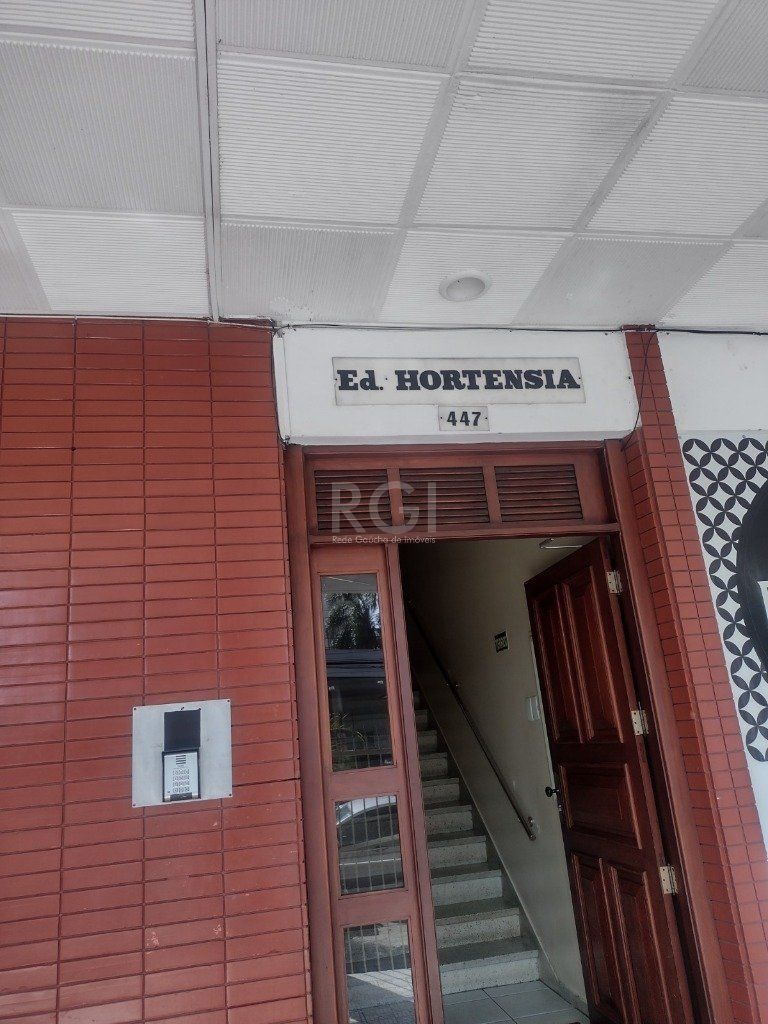 Ed. HORTENSIA
447
RGI
Rede Gaúcha de Imóveis